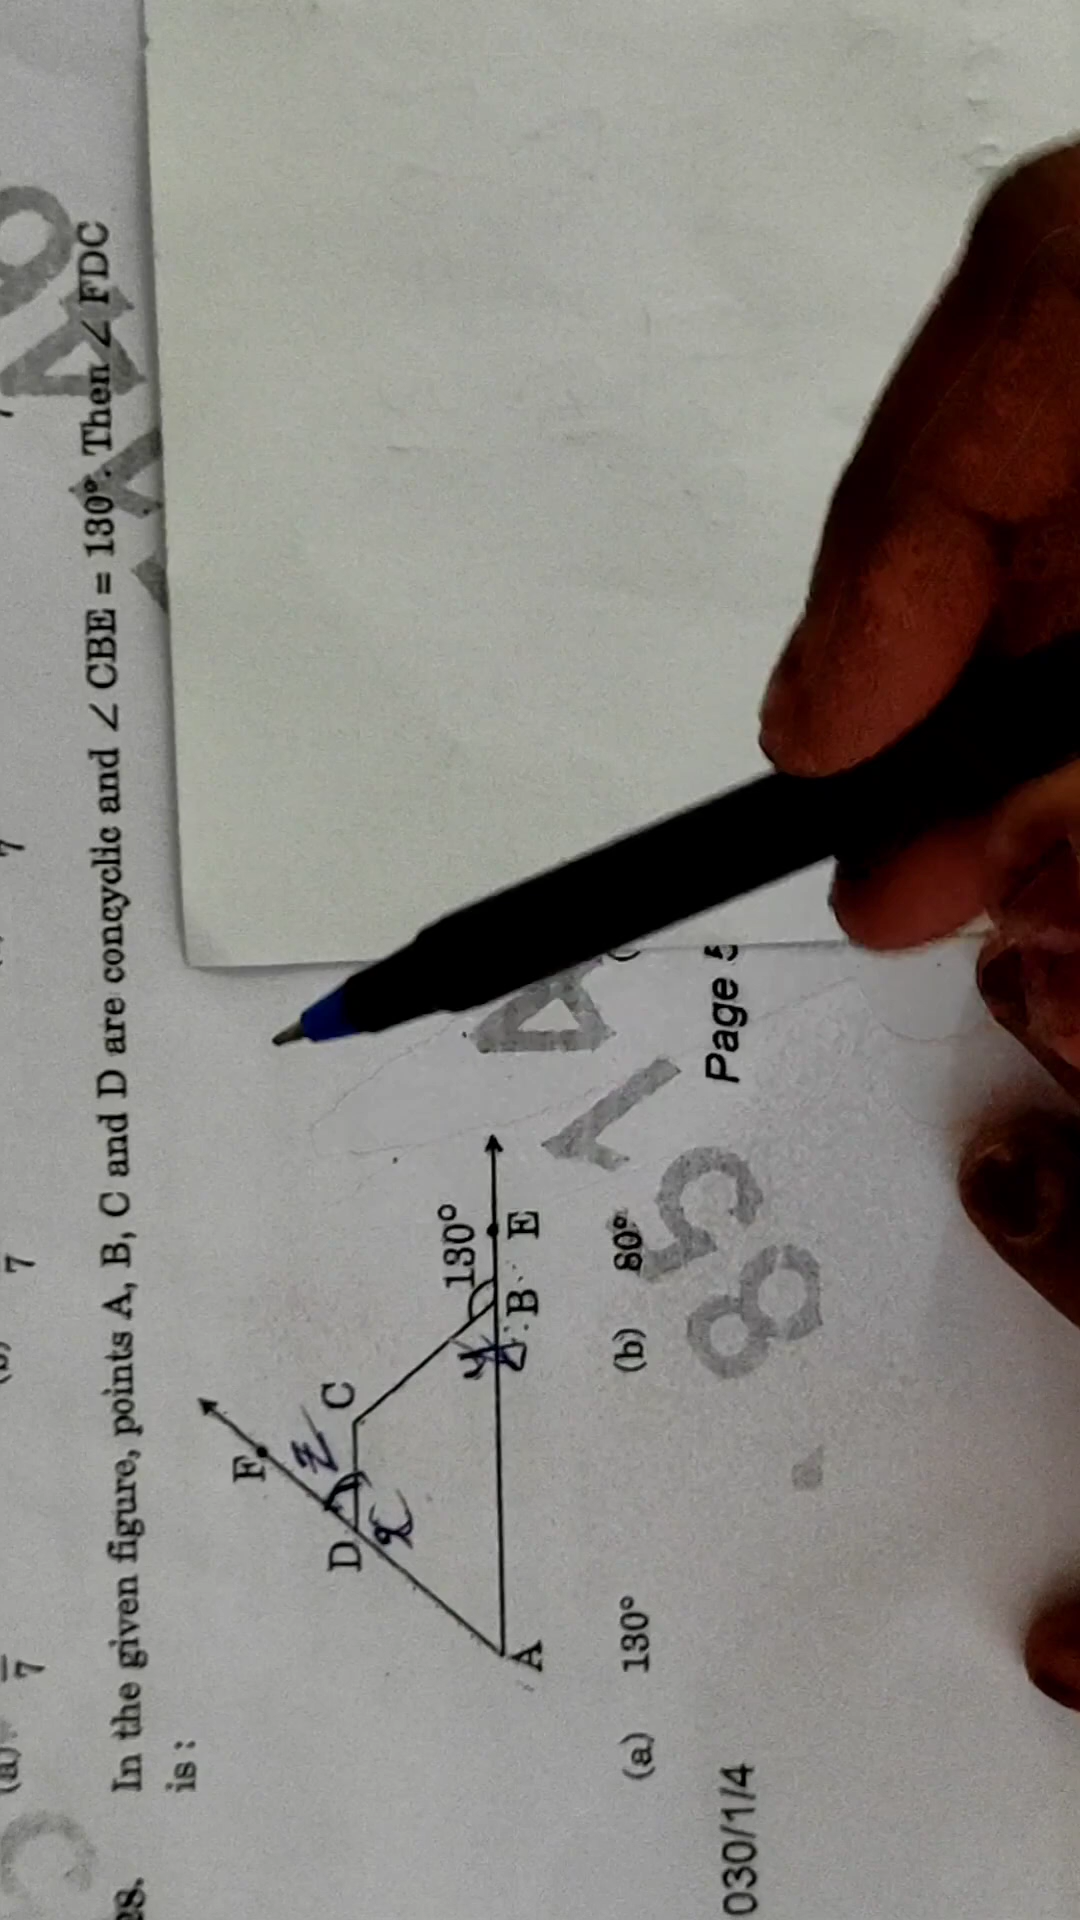 (a) 7
7
7
28. In the given figure, points A, B, C and D are concyclic and ∠ CBE = 130°. Then ∠ FDC
is :
F
D
C
z
x
y
130°
A
B
E
(a) 130°
(b) 80°
030/1/4
Page 5